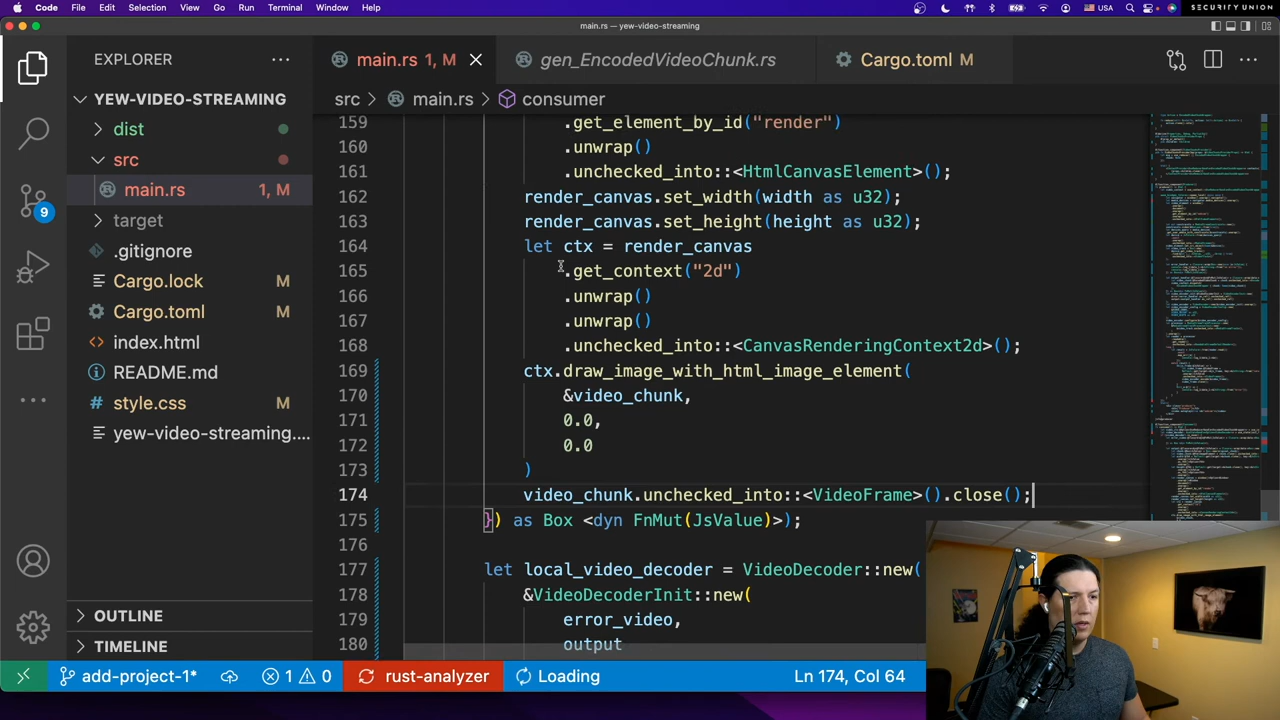 Code File Edit Selection View Go Run Terminal Window Help
USA
SECURITY UNION
main.rs — yew-video-streaming
EXPLORER
YEW-VIDEO-STREAMING
dist
src
main.rs 1, M
target
.gitignore
Cargo.lock M
Cargo.toml M
index.html
README.md
style.css M
yew-video-streaming....
OUTLINE
TIMELINE
9
main.rs 1, M
gen_EncodedVideoChunk.rs
Cargo.toml M
src > main.rs > consumer
159 .get_element_by_id("render")
160 .unwrap()
161 .unchecked_into::<HtmlCanvasElement>();
162 render_canvas.set_width(width as u32);
163 render_canvas.set_height(height as u32);
164 let ctx = render_canvas
165 .get_context("2d")
166 .unwrap()
167 .unwrap()
168 .unchecked_into::<CanvasRenderingContext2d>();
169 ctx.draw_image_with_html_image_element(
170 &video_chunk,
171 0.0,
172 0.0
173 )
174 video_chunk.unchecked_into::<VideoFrame>().close();
175 }) as Box <dyn FnMut(JsValue)>);
176
177 let local_video_decoder = VideoDecoder::new(
178 &VideoDecoderInit::new(
179 error_video,
180 output
add-project-1* 1 0 rust-analyzer Loading Ln 174, Col 64